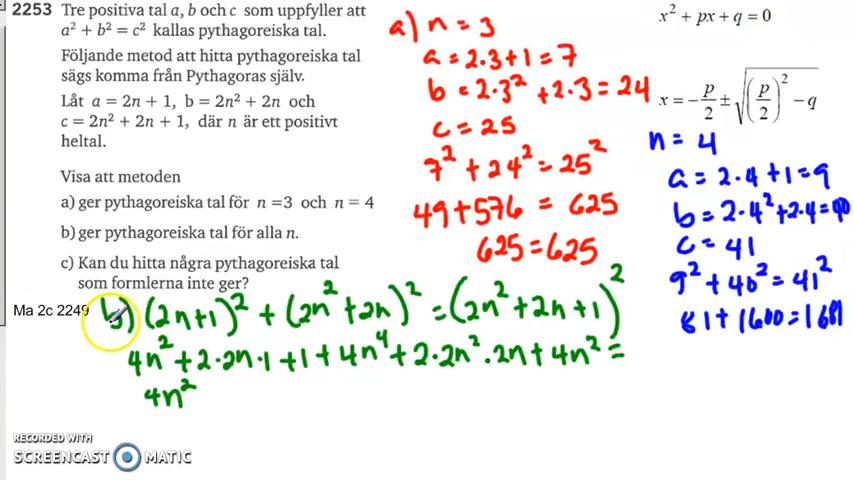 2253 Tre positiva tal a, b och c som uppfyller att
a² + b² = c² kallas pythagoreiska tal.
Följande metod att hitta pythagoreiska tal
sägs komma från Pythagoras själv.
Låt a = 2n + 1, b = 2n² + 2n och
c = 2n² + 2n + 1, där n är ett positivt
heltal.
Visa att metoden
a) ger pythagoreiska tal för n =3 och n = 4
b) ger pythagoreiska tal för alla n.
c) Kan du hitta några pythagoreiska tal
som formlerna inte ger?
Ma 2c 2249
a) n = 3
a = 2·3+1 = 7
b = 2·3² + 2·3 = 24
c = 25
7² + 24² = 25²
49 + 576 = 625
625 = 625
x² + px + q = 0
x = -p/2 ± √((p/2)² - q)
n = 4
a = 2·4 + 1 = 9
b = 2·4² + 2·4 = 40
c = 41
9² + 40² = 41²
81 + 1600 = 1681
b) (2n+1)² + (2n² + 2n)² = (2n² + 2n + 1)²
4n² + 2·2n·1 + 1 + 4n⁴ + 2·2n²·2n + 4n² =
4n²
RECORDED WITH
SCREENCAST MATIC